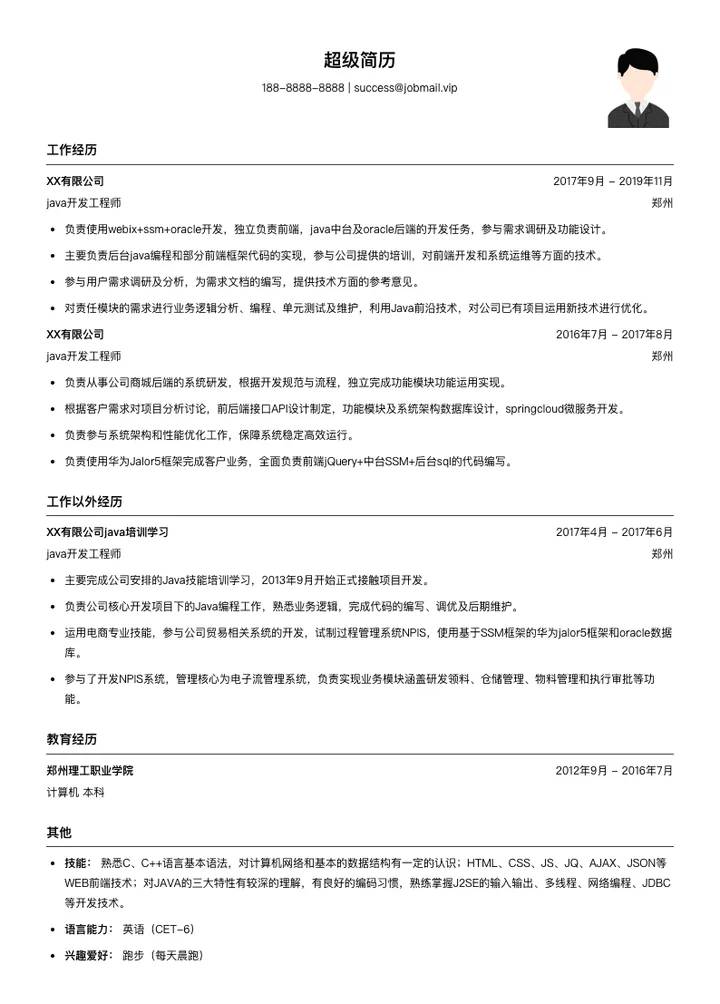 超级简历
188-8888-8888 | success@jobmail.vip
工作经历
XX有限公司 2017年9月 - 2019年11月
java开发工程师 郑州
• 负责使用webix+ssm+oracle开发，独立负责前端，java中台及oracle后端的开发任务，参与需求调研及功能设计。
• 主要负责后台java编程和部分前端框架代码的实现，参与公司提供的培训，对前端开发和系统运维等方面的技术。
• 参与用户需求调研及分析，为需求文档的编写，提供技术方面的参考意见。
• 对责任模块的需求进行业务逻辑分析、编程、单元测试及维护，利用Java前沿技术，对公司已有项目运用新技术进行优化。
XX有限公司 2016年7月 - 2017年8月
java开发工程师 郑州
• 负责从事公司商城后端的系统研发，根据开发规范与流程，独立完成功能模块功能运用实现。
• 根据客户需求对项目分析讨论，前后端接口API设计制定，功能模块及系统架构数据库设计，springcloud微服务开发。
• 负责参与系统架构和性能优化工作，保障系统稳定高效运行。
• 负责使用华为Jalor5框架完成客户业务，全面负责前端jQuery+中台SSM+后台sql的代码编写。
工作以外经历
XX有限公司java培训学习 2017年4月 - 2017年6月
java开发工程师 郑州
• 主要完成公司安排的Java技能培训学习，2013年9月开始正式接触项目开发。
• 负责公司核心开发项目下的Java编程工作，熟悉业务逻辑，完成代码的编写、调优及后期维护。
• 运用电商专业技能，参与公司贸易相关系统的开发，试制过程管理系统NPIS，使用基于SSM框架的华为jalor5框架和oracle数据
库。
• 参与了开发NPIS系统，管理核心为电子流管理系统，负责实现业务模块涵盖研发领料、仓储管理、物料管理和执行审批等功
能。
教育经历
郑州理工职业学院 2012年9月 - 2016年7月
计算机 本科
其他
• 技能： 熟悉C、C++语言基本语法，对计算机网络和基本的数据结构有一定的认识；HTML、CSS、JS、JQ、AJAX、JSON等
WEB前端技术；对JAVA的三大特性有较深的理解，有良好的编码习惯，熟练掌握J2SE的输入输出、多线程、网络编程、JDBC
等开发技术。
• 语言能力： 英语（CET-6）
• 兴趣爱好： 跑步（每天晨跑）